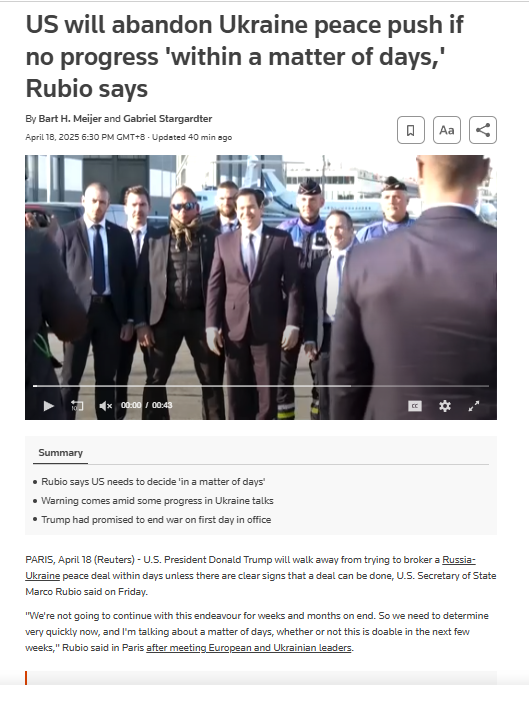 US will abandon Ukraine peace push if
no progress 'within a matter of days,'
Rubio says
By Bart H. Meijer and Gabriel Stargardter
April 18, 2025 6:30 PM GMT+8 · Updated 40 min ago
Aa
10
00:00 / 00:43
CC
Summary
Rubio says US needs to decide 'in a matter of days'
Warning comes amid some progress in Ukraine talks
Trump had promised to end war on first day in office
PARIS, April 18 (Reuters) - U.S. President Donald Trump will walk away from trying to broker a Russia-
Ukraine peace deal within days unless there are clear signs that a deal can be done, U.S. Secretary of State
Marco Rubio said on Friday.
"We're not going to continue with this endeavour for weeks and months on end. So we need to determine
very quickly now, and I'm talking about a matter of days, whether or not this is doable in the next few
weeks," Rubio said in Paris after meeting European and Ukrainian leaders.